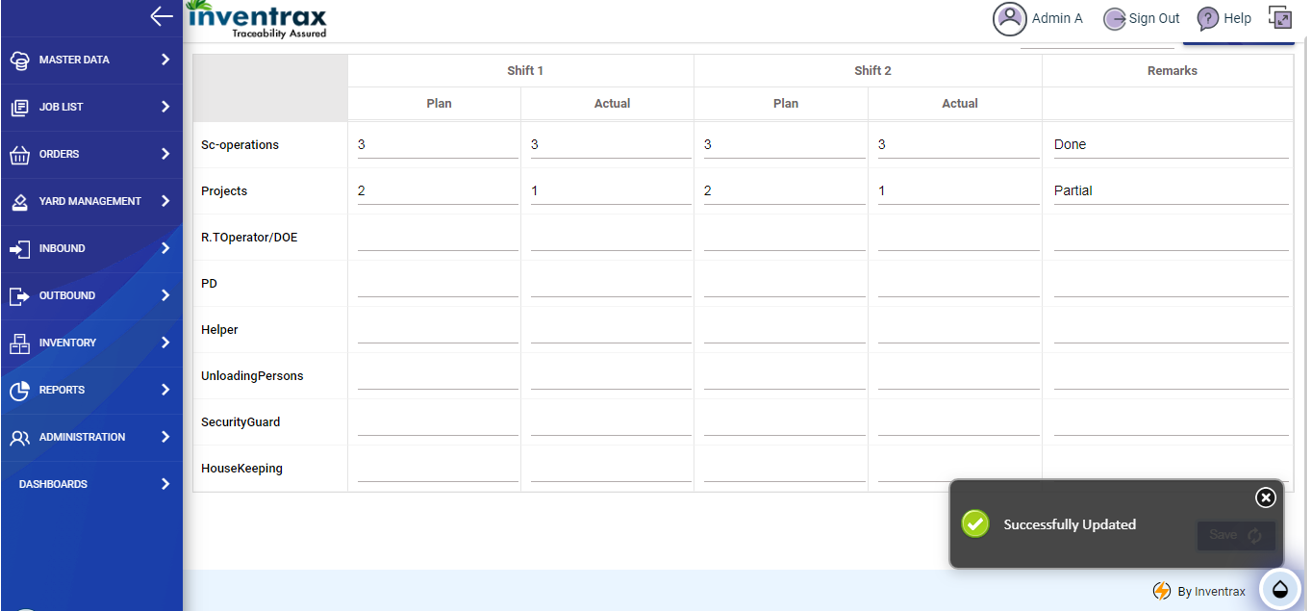 inventrax
Traceability Assured
Admin A
Sign Out
Help
MASTER DATA
JOB LIST
ORDERS
YARD MANAGEMENT
INBOUND
OUTBOUND
INVENTORY
REPORTS
ADMINISTRATION
DASHBOARDS
Shift 1 Shift 2 Remarks
Plan Actual Plan Actual
Sc-operations 3 3 3 3 Done
Projects 2 1 2 1 Partial
R.TOperator/DOE
PD
Helper
UnloadingPersons
SecurityGuard
HouseKeeping
Successfully Updated
Save
By Inventrax